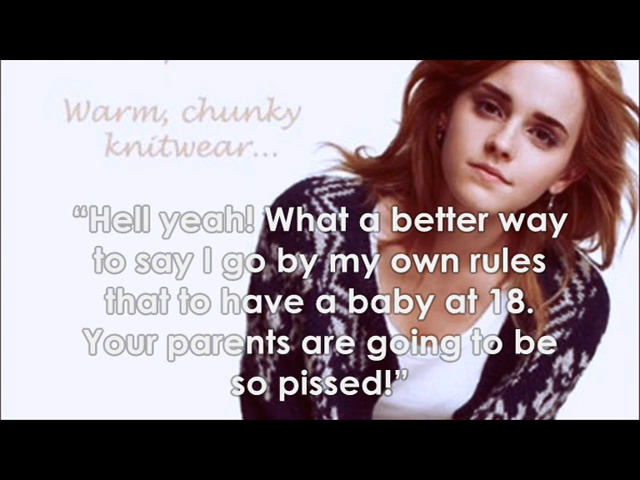 Warm, chunky
knitwear...
“Hell yeah! What a better way
to say I go by my own rules
that to have a baby at 18.
Your parents are going to be
so pissed!”